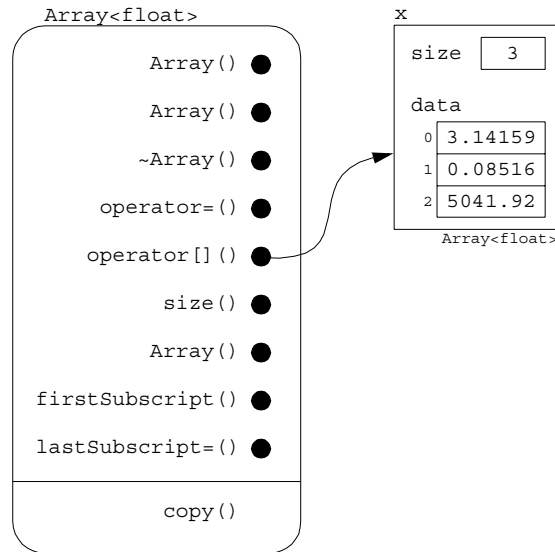 Array<float>
Array()
Array()
~Array()
operator=()
operator[]()
size()
Array()
firstSubscript()
lastSubscript=()
copy()
x
size 3
data
0 3.14159
1 0.08516
2 5041.92
Array<float>